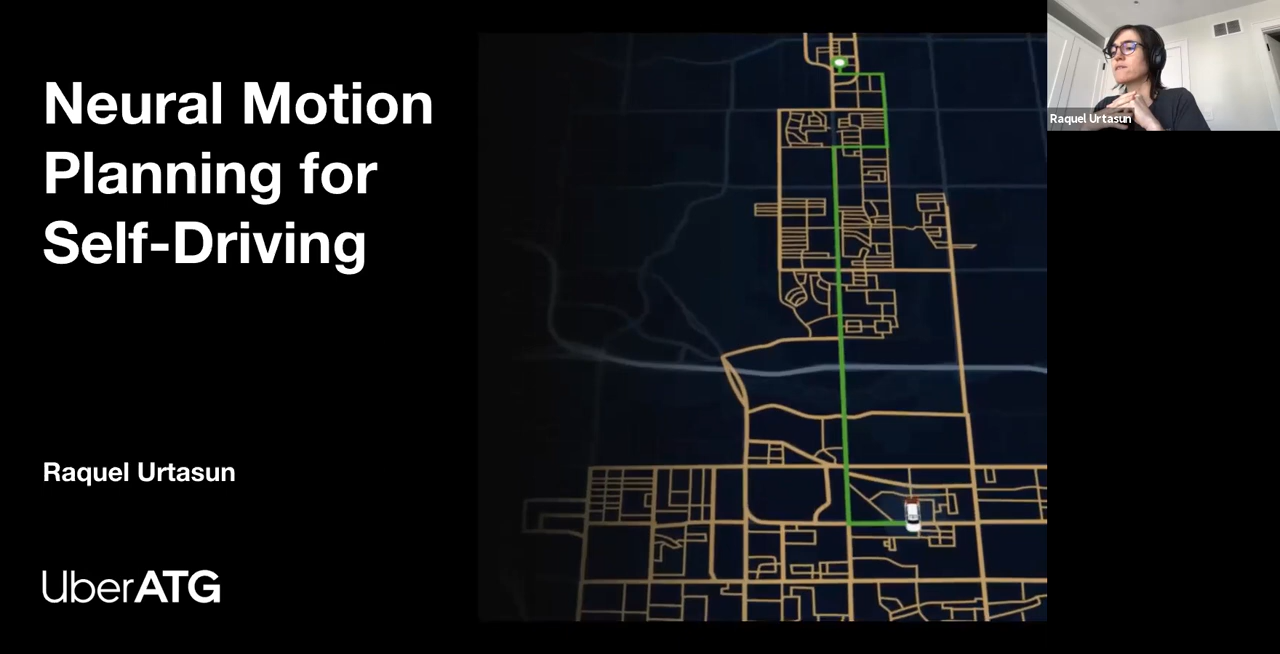 Neural Motion
Planning for
Self-Driving
Raquel Urtasun
UberATG
Raquel Urtasun